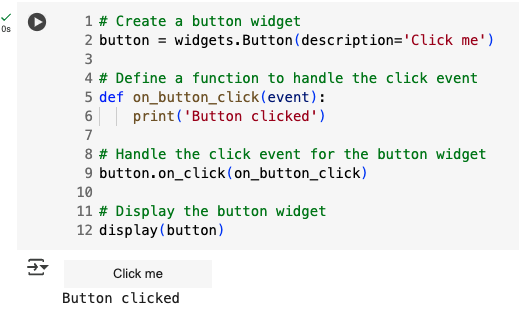 0s
1 # Create a button widget
2 button = widgets.Button(description='Click me')
3
4 # Define a function to handle the click event
5 def on_button_click(event):
6     print('Button clicked')
7
8 # Handle the click event for the button widget
9 button.on_click(on_button_click)
10
11 # Display the button widget
12 display(button)
Click me
Button clicked